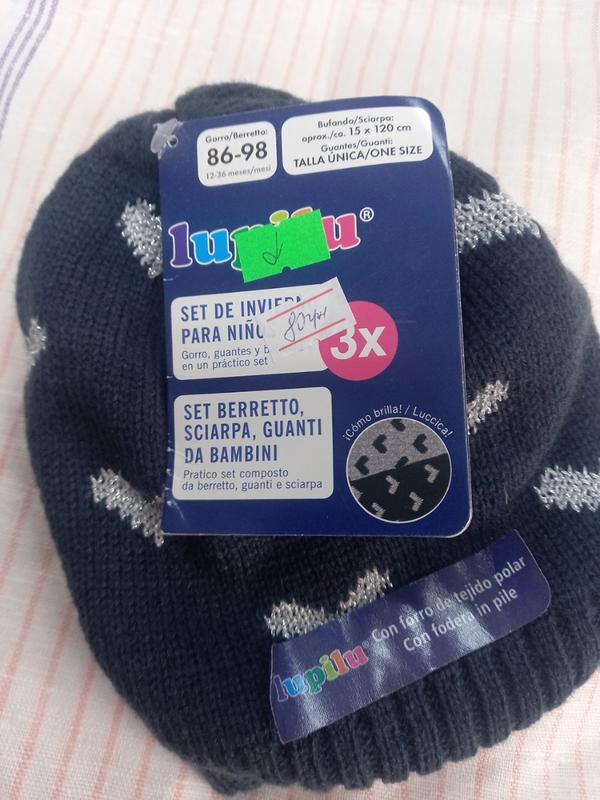 Gorro/Berretto:
86-98
12-36 meses/mesi
Bufanda/Sciarpa:
aprox./ca. 15 x 120 cm
Guantes/Guanti:
TALLA ÚNICA/ONE SIZE
lupilu®
SET DE
PARA
Gorro, guantes y
en un práctico set
3x
SET BERRETTO,
SCIARPA, GUANTI
DA BAMBINI
Pratico set composto
da berretto, guanti e sciarpa
¡Cómo brilla! / Luccica!
lupilu
Con forro de tejido polar
Con fodera in pile